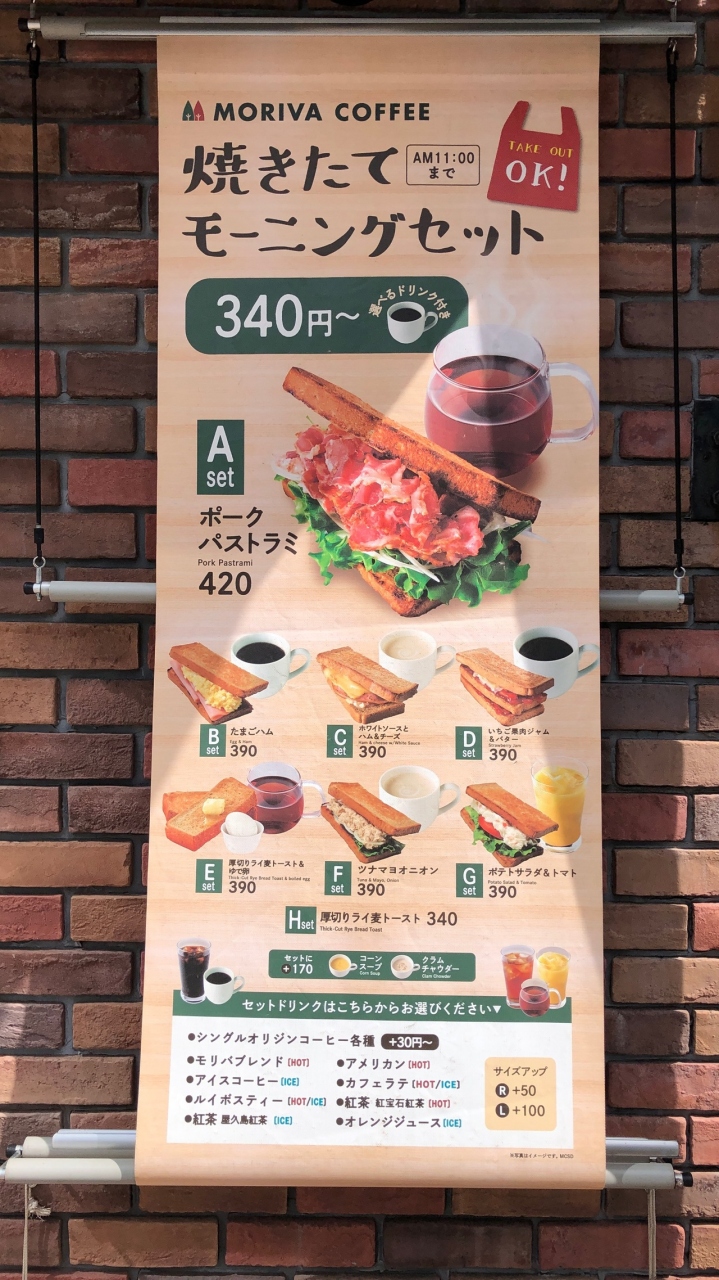 MORIVA COFFEE
焼きたて
AM11:00
まで
TAKE OUT
OK!
モーニングセット
340円～
選べるドリンク付き
A
set
ポーク
パストラミ
Pork Pastrami
420
B
set
たまごハム
Egg & Ham
390
C
set
ホワイトソースと
ハム&チーズ
Ham & cheese w/White Sauce
390
D
set
いちご果肉ジャム
&バター
Strawberry Jam
390
E
set
厚切りライ麦トースト&
ゆで卵
Thick-Cut Rye Bread Toast & boiled egg
390
F
set
ツナマヨオニオン
Tuna & Mayo, Onion
390
G
set
ポテトサラダ&トマト
Potato Salad & Tomato
390
Hset
厚切りライ麦トースト 340
Thick-Cut Rye Bread Toast
セットに
+170
コーン
スープ
Corn Soup
クラム
チャウダー
Clam Chowder
セットドリンクはこちらからお選びください▼
●シングルオリジンコーヒー各種 +30円～
●モリバブレンド [HOT]
●アメリカン [HOT]
●アイスコーヒー [ICE]
●カフェラテ [HOT/ICE]
●ルイボスティー [HOT/ICE]
●紅茶 紅宝石紅茶 [HOT]
●紅茶 屋久島紅茶 [ICE]
●オレンジジュース [ICE]
サイズアップ
R +50
L +100
※写真はイメージです。MOSS